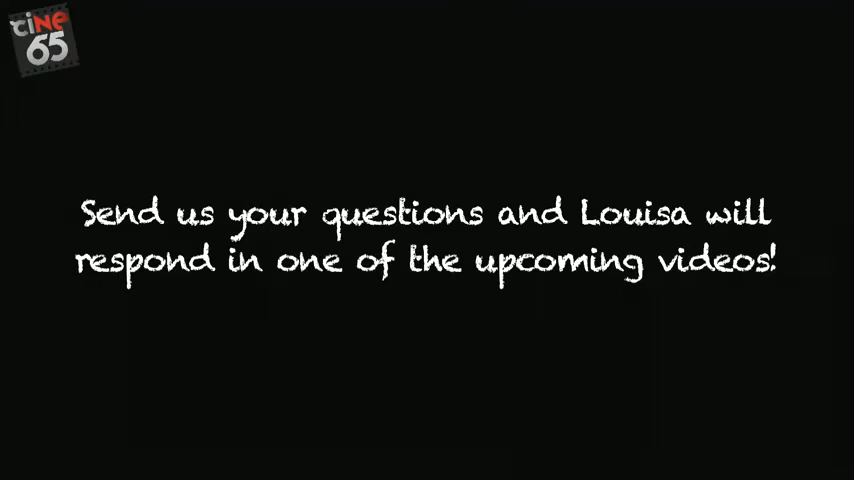 ciNe
65
Send us your questions and Louisa will
respond in one of the upcoming videos!